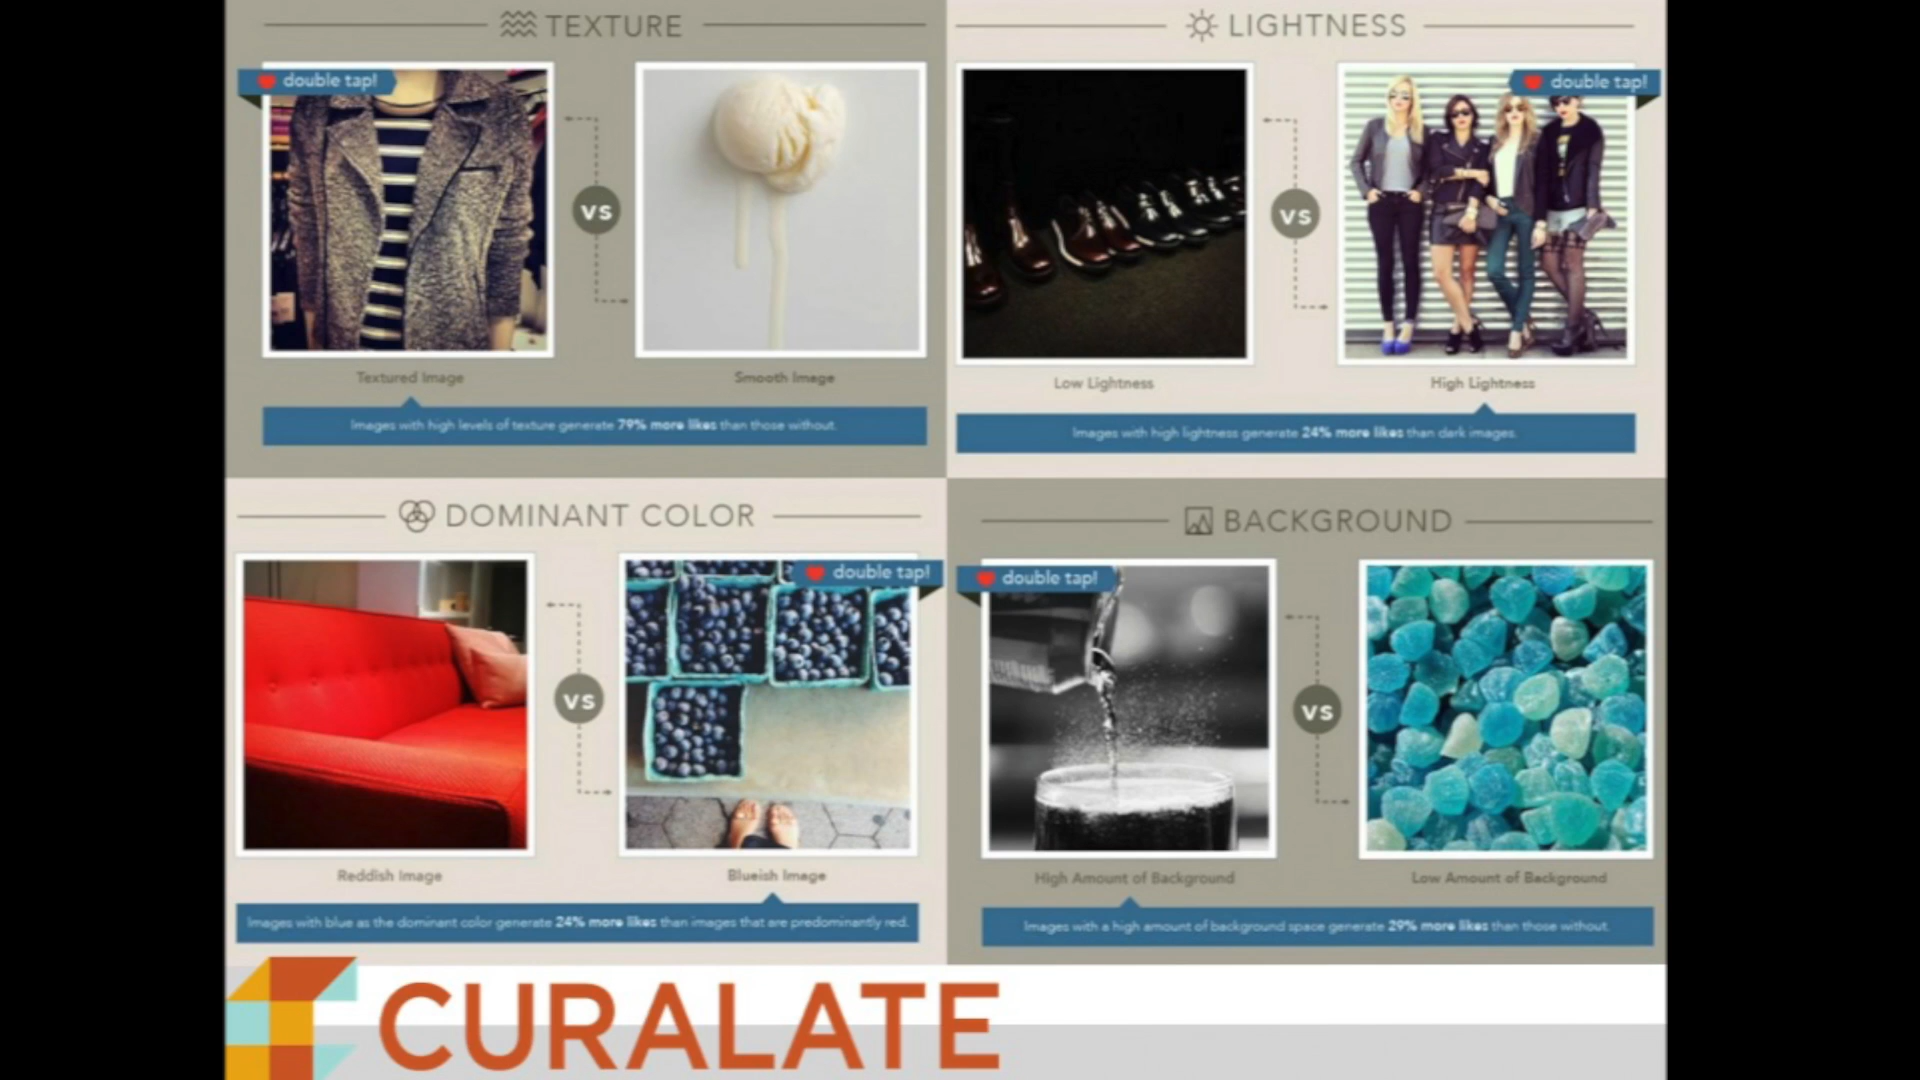 TEXTURE
double tap!
VS
Textured Image
Smooth Image
Images with high levels of texture generate 79% more likes than those without.
LIGHTNESS
double tap!
VS
Low Lightness
High Lightness
Images with high lightness generate 24% more likes than dark images.
DOMINANT COLOR
double tap!
VS
Reddish Image
Blueish Image
Images with blue as the dominant color generate 24% more likes than images that are predominantly red.
BACKGROUND
double tap!
VS
High Amount of Background
Low Amount of Background
Images with a high amount of background space generate 29% more likes than those without.
CURALATE